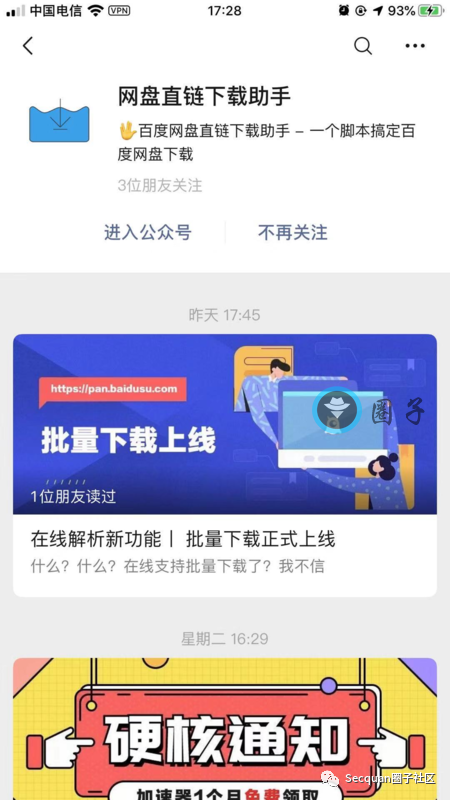 中国电信 VPN 17:28 93%
网盘直链下载助手
🖖百度网盘直链下载助手 – 一个脚本搞定百
度网盘下载
3位朋友关注
进入公众号 不再关注
昨天 17:45
https://pan.baidusu.com
圈子
批量下载上线
1位朋友读过
在线解析新功能丨 批量下载正式上线
什么？什么？在线支持批量下载了？我不信
星期二 16:29
硬核通知
加速器1个月免费领取
Secquan圈子社区